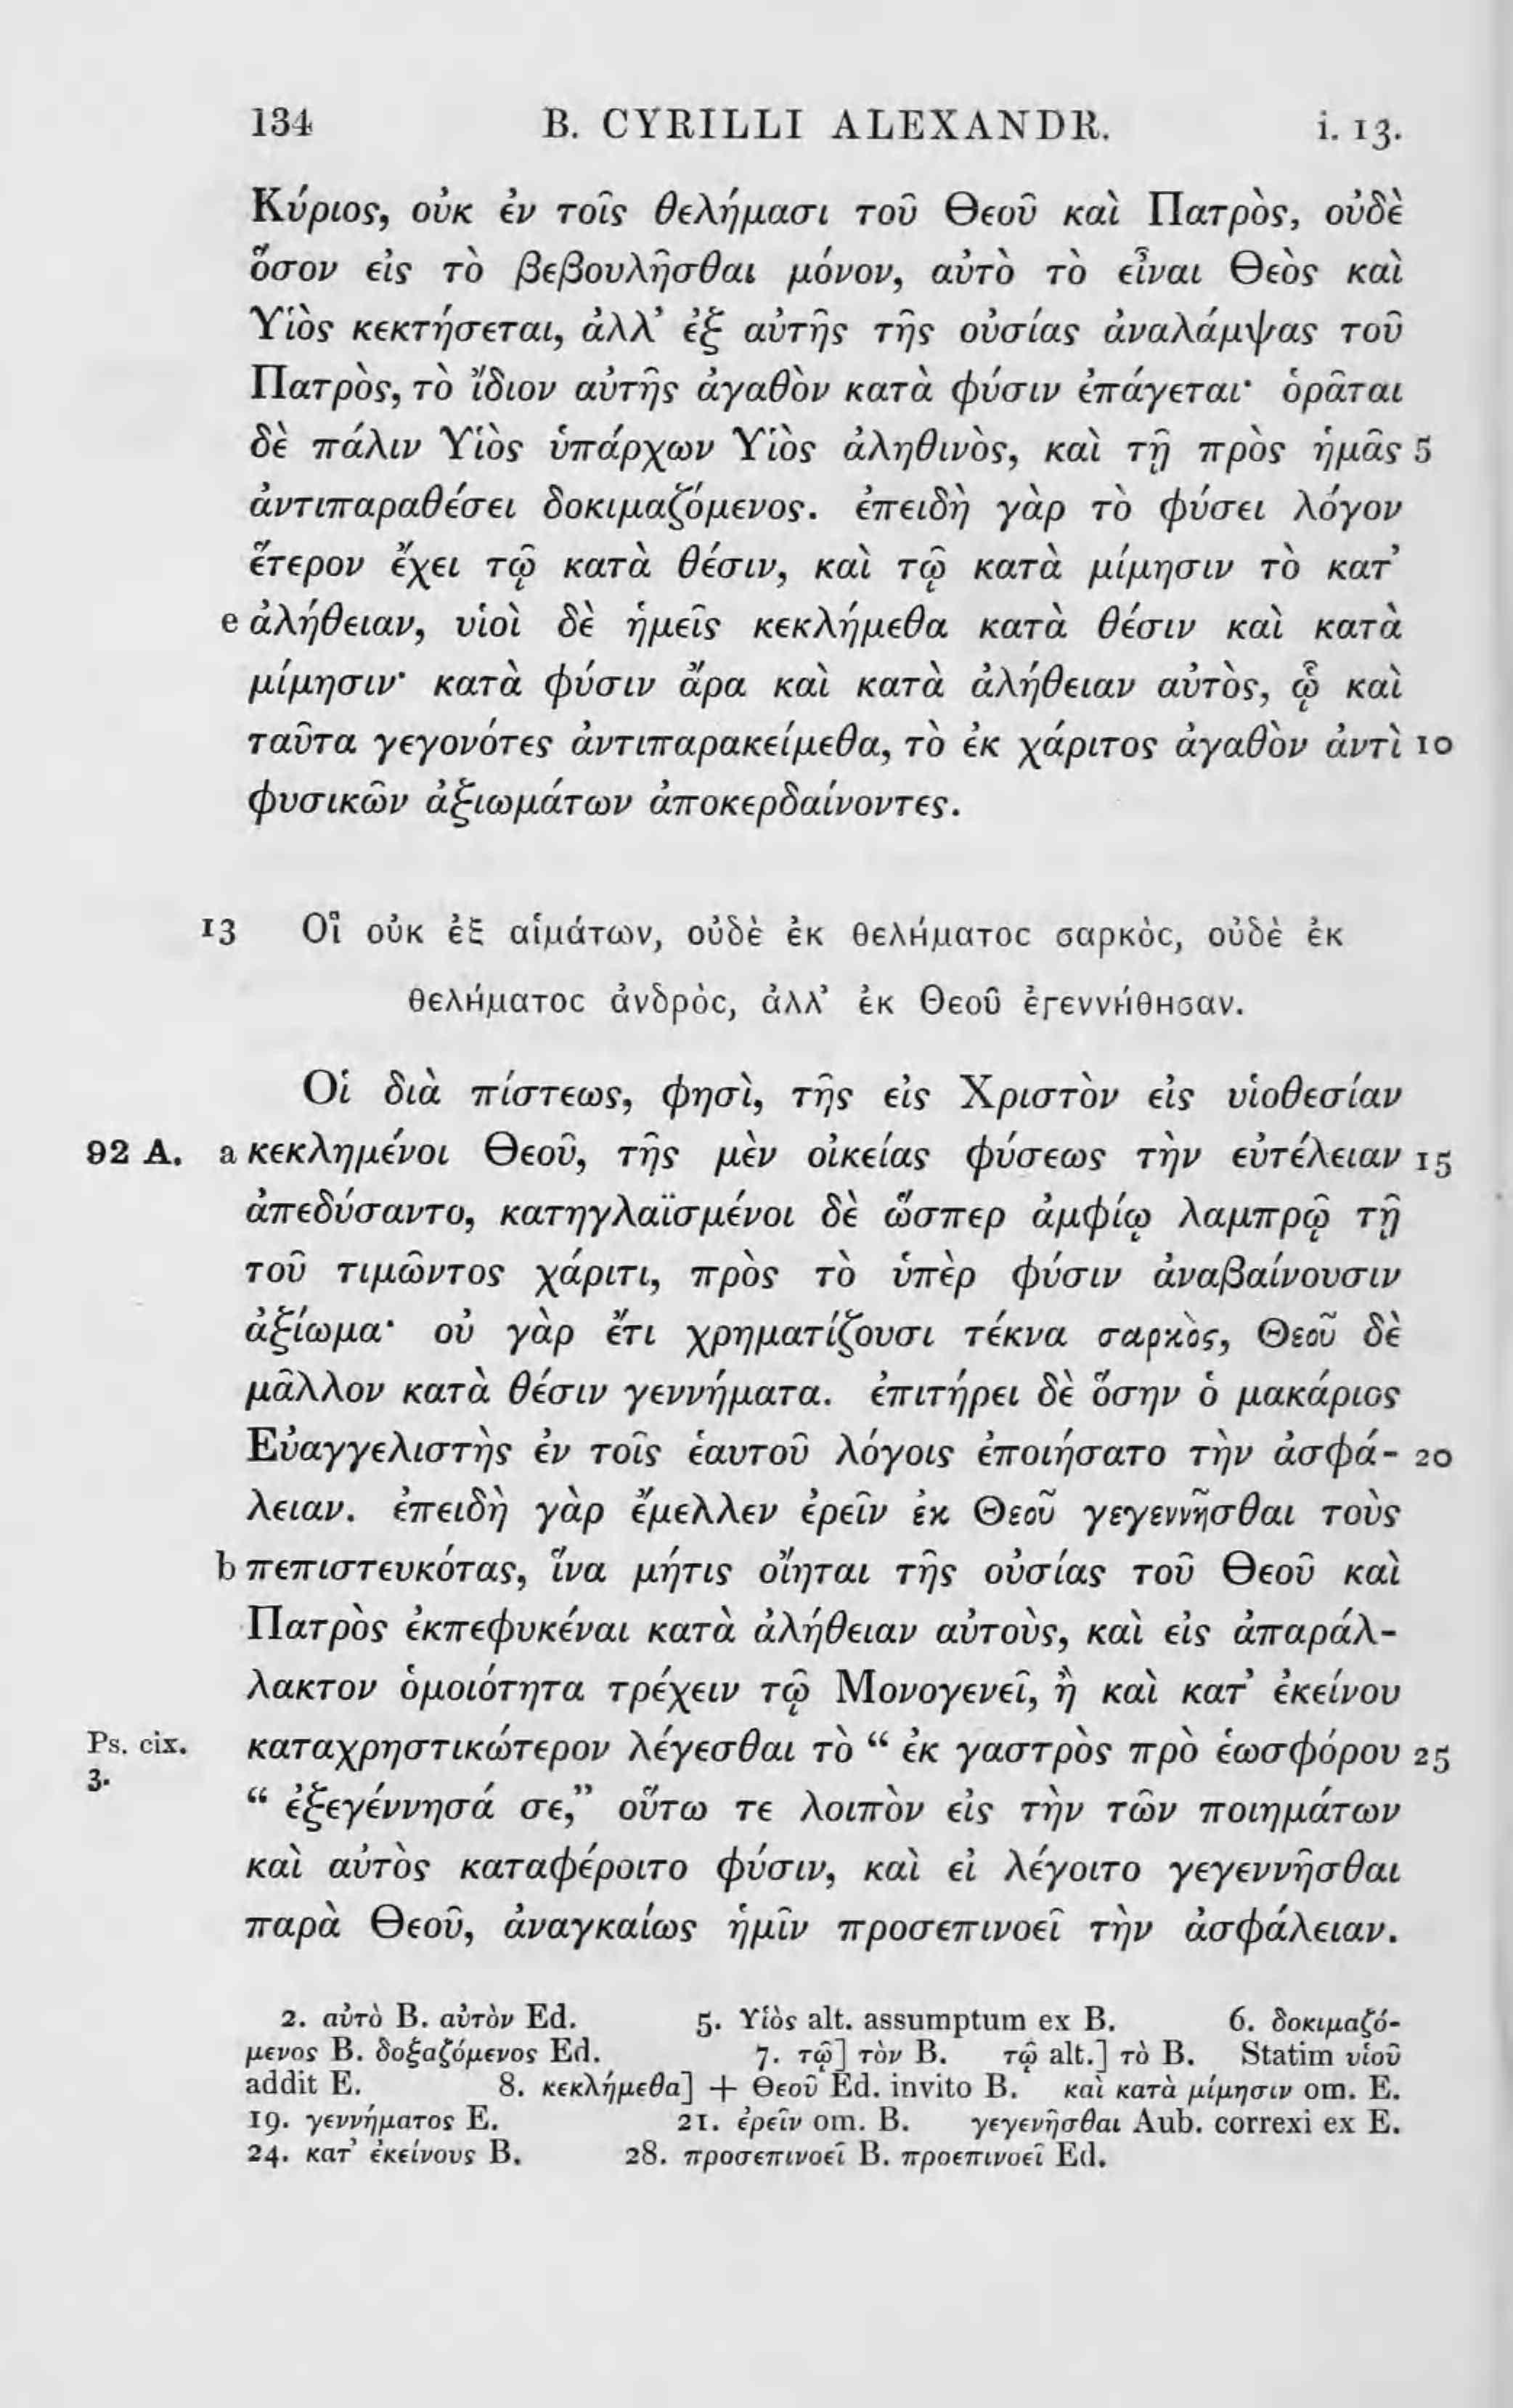 134 B. CYRILLI ALEXANDR. i. 13.
Κύριος, οὐκ ἐν τοῖς θελήμασι τοῦ Θεοῦ καὶ Πατρὸς, οὐδὲ
ὅσον εἰς τὸ βεβουλῆσθαι μόνον, αὐτὸ τὸ εἶναι Θεὸς καὶ
Υἱὸς κεκτήσεται, ἀλλ’ ἐξ αὐτῆς τῆς οὐσίας ἀναλάμψας τοῦ
Πατρὸς, τὸ ἴδιον αὐτῆς ἀγαθὸν κατὰ φύσιν ἐπάγεται· ὁρᾶται
δὲ πάλιν Υἱὸς ὑπάρχων Υἱὸς ἀληθινὸς, καὶ τῇ πρὸς ἡμᾶς 5
ἀντιπαραθέσει δοκιμαζόμενος. ἐπειδὴ γὰρ τὸ φύσει λόγον
ἕτερον ἔχει τῷ κατὰ θέσιν, καὶ τῷ κατὰ μίμησιν τὸ κατ’
e ἀλήθειαν, υἱοὶ δὲ ἡμεῖς κεκλήμεθα κατὰ θέσιν καὶ κατὰ
μίμησιν· κατὰ φύσιν ἄρα καὶ κατὰ ἀλήθειαν αὐτὸς, ᾧ καὶ
ταῦτα γεγονότες ἀντιπαρακείμεθα, τὸ ἐκ χάριτος ἀγαθὸν ἀντὶ 10
φυσικῶν ἀξιωμάτων ἀποκερδαίνοντες.
13 Οἳ οὐκ ἐξ αἱμάτων, οὐδὲ ἐκ θελήματος σαρκὸς, οὐδὲ ἐκ
θελήματος ἀνδρὸς, ἀλλ’ ἐκ Θεοῦ ἐγεννήθησαν.
Οἱ διὰ πίστεως, φησὶ, τῆς εἰς Χριστὸν εἰς υἱοθεσίαν
92 A. a κεκλημένοι Θεοῦ, τῆς μὲν οἰκείας φύσεως τὴν εὐτέλειαν 15
ἀπεδύσαντο, κατηγλαϊσμένοι δὲ ὥσπερ ἀμφίῳ λαμπρῷ τῇ
τοῦ τιμῶντος χάριτι, πρὸς τὸ ὑπὲρ φύσιν ἀναβαίνουσιν
ἀξίωμα· οὐ γὰρ ἔτι χρηματίζουσι τέκνα σαρκὸς, Θεοῦ δὲ
μᾶλλον κατὰ θέσιν γεννήματα. ἐπιτήρει δὲ ὅσην ὁ μακάριος
Εὐαγγελιστὴς ἐν τοῖς ἑαυτοῦ λόγοις ἐποιήσατο τὴν ἀσφά- 20
λειαν. ἐπειδὴ γὰρ ἔμελλεν ἐρεῖν ἐκ Θεοῦ γεγεννῆσθαι τοὺς
b πεπιστευκότας, ἵνα μήτις οἴηται τῆς οὐσίας τοῦ Θεοῦ καὶ
Πατρὸς ἐκπεφυκέναι κατὰ ἀλήθειαν αὐτοὺς, καὶ εἰς ἀπαράλ-
λακτον ὁμοιότητα τρέχειν τῷ Μονογενεῖ, ἢ καὶ κατ’ ἐκείνου
Ps. cix. 3. καταχρηστικώτερον λέγεσθαι τὸ “ ἐκ γαστρὸς πρὸ ἑωσφόρου 25
“ ἐξεγέννησά σε,” οὕτω τε λοιπὸν εἰς τὴν τῶν ποιημάτων
καὶ αὐτὸς καταφέροιτο φύσιν, καὶ εἰ λέγοιτο γεγεννῆσθαι
παρὰ Θεοῦ, ἀναγκαίως ἡμῖν προσεπινοεῖ τὴν ἀσφάλειαν.
2. αὐτὸ B. αὐτὸν Ed. 5. Υἱὸς alt. assumptum ex B. 6. δοκιμαζό-
μενος B. δοξαζόμενος Ed. 7. τῷ] τὸν B. τῷ alt.] τὸ B. Statim υἱοῦ
addit E. 8. κεκλήμεθα] + Θεοῦ Ed. invito B. καὶ κατὰ μίμησιν om. E.
19. γεννήματος E. 21. ἐρεῖν om. B. γεγενῆσθαι Aub. correxi ex E.
24. κατ’ ἐκείνους B. 28. προσεπινοεῖ B. προεπινοεῖ Ed.